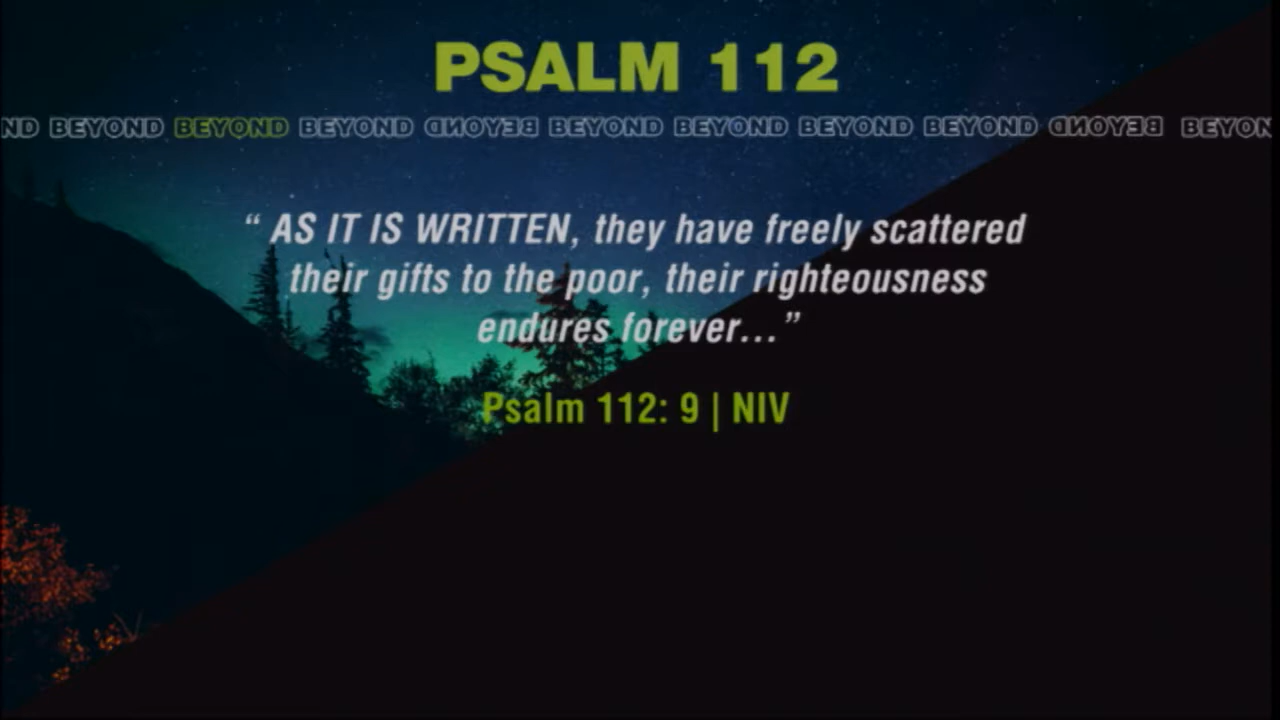 PSALM 112
ND BEYOND BEYOND BEYOND BEYOND BEYOND BEYOND BEYOND BEYOND BEYOND BEYON
“ AS IT IS WRITTEN, they have freely scattered
their gifts to the poor, their righteousness
endures forever...”
Psalm 112: 9 | NIV